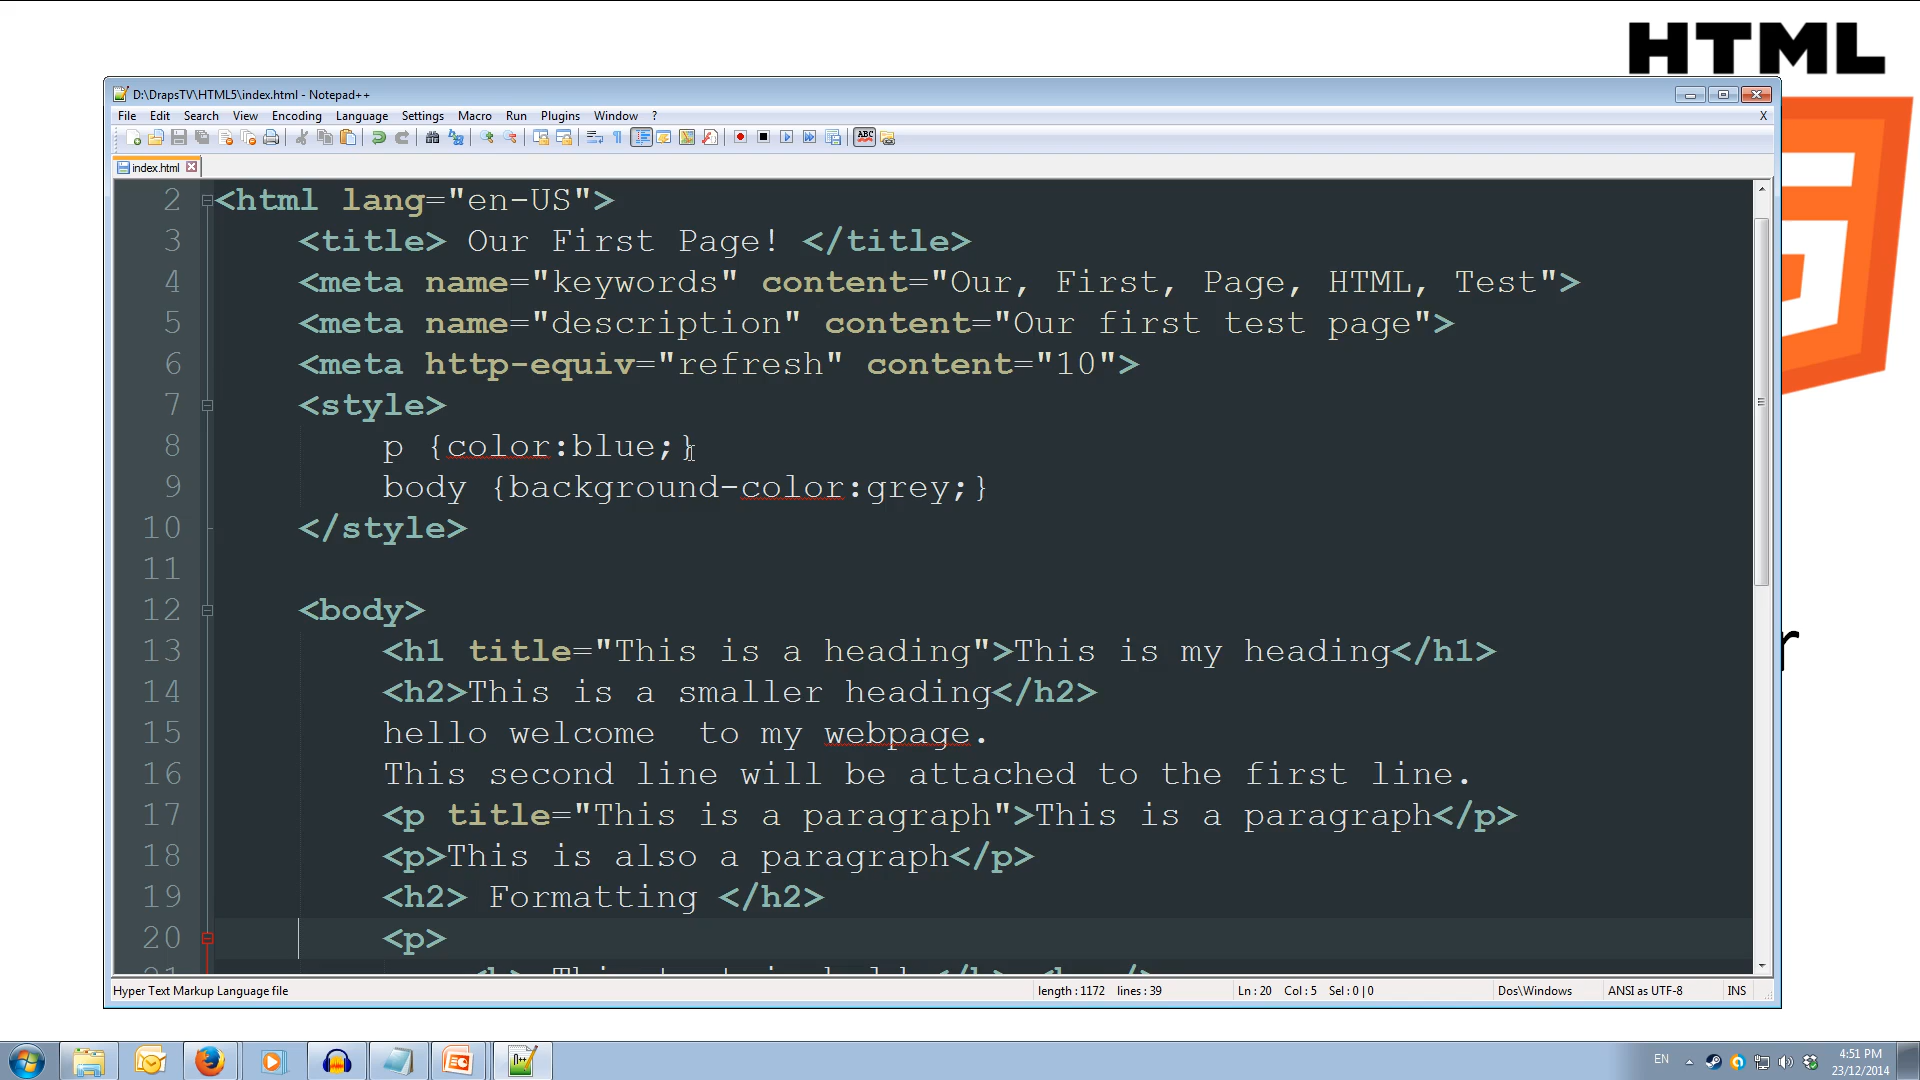 HTML
D:\DrapsTV\HTML5\index.html - Notepad++
File Edit Search View Encoding Language Settings Macro Run Plugins Window ? X
ABC
index.html
2 <html lang="en-US">
3 <title> Our First Page! </title>
4 <meta name="keywords" content="Our, First, Page, HTML, Test">
5 <meta name="description" content="Our first test page">
6 <meta http-equiv="refresh" content="10">
7 <style>
8 p {color:blue;}
9 body {background-color:grey;}
10 </style>
11
12 <body>
13 <h1 title="This is a heading">This is my heading</h1>
14 <h2>This is a smaller heading</h2>
15 hello welcome  to my webpage.
16 This second line will be attached to the first line.
17 <p title="This is a paragraph">This is a paragraph</p>
18 <p>This is also a paragraph</p>
19 <h2> Formatting </h2>
20 <p>
Hyper Text Markup Language file length : 1172 lines : 39 Ln : 20 Col : 5 Sel : 0 | 0 Dos\Windows ANSI as UTF-8 INS
EN
4:51 PM
23/12/2014